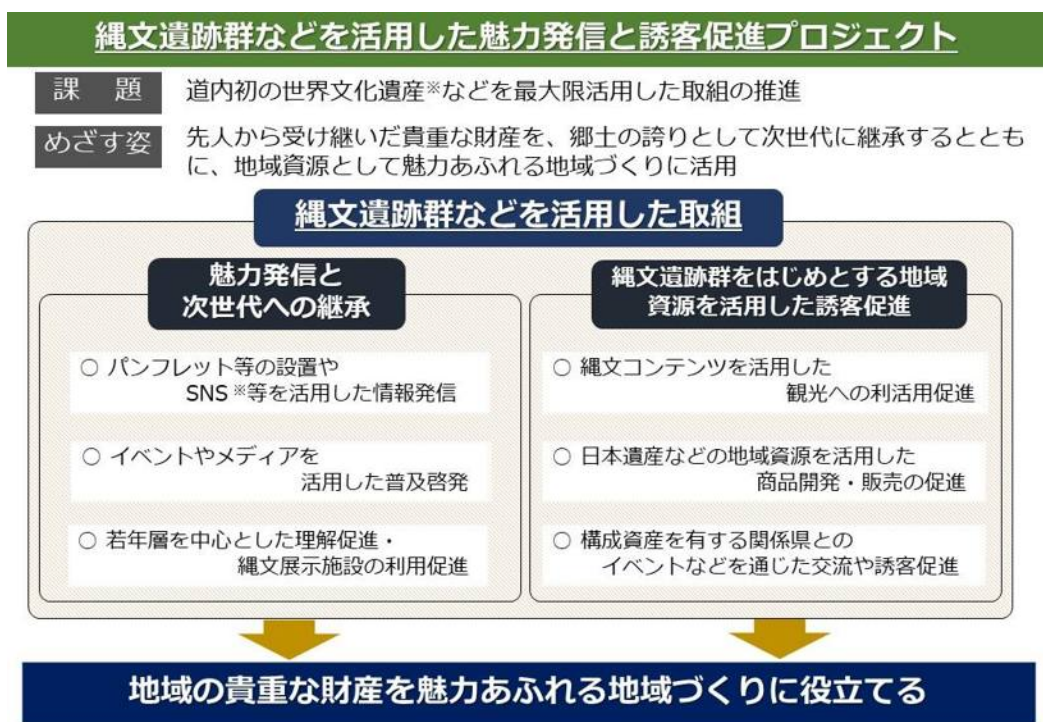 縄文遺跡群などを活用した魅力発信と誘客促進プロジェクト
課　題
道内初の世界文化遺産※などを最大限活用した取組の推進
めざす姿
先人から受け継いだ貴重な財産を、郷土の誇りとして次世代に継承するととも
に、地域資源として魅力あふれる地域づくりに活用
縄文遺跡群などを活用した取組
魅力発信と
次世代への継承
○ パンフレット等の設置や
SNS※等を活用した情報発信
○ イベントやメディアを
活用した普及啓発
○ 若年層を中心とした理解促進・
縄文展示施設の利用促進
縄文遺跡群をはじめとする地域
資源を活用した誘客促進
○ 縄文コンテンツを活用した
観光への利活用促進
○ 日本遺産などの地域資源を活用した
商品開発・販売の促進
○ 構成資産を有する関係県との
イベントなどを通じた交流や誘客促進
地域の貴重な財産を魅力あふれる地域づくりに役立てる